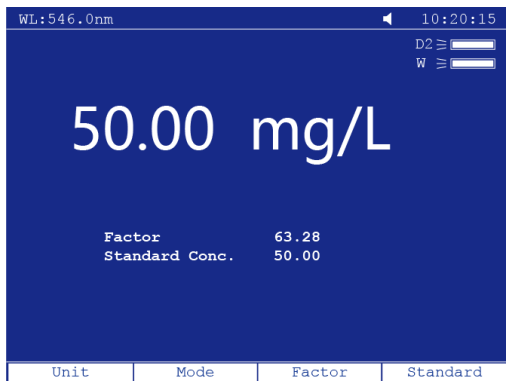 WL:546.0nm 10:20:15
D2
W
50.00 mg/L
Factor 63.28
Standard Conc. 50.00
Unit Mode Factor Standard